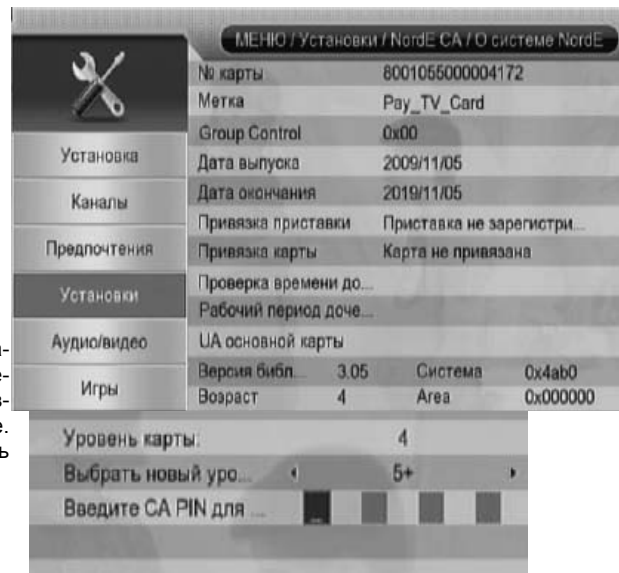 МЕНЮ / Установки / NordE CA / О системе NordE
№ карты 8001055000004172
Метка Pay_TV_Card
Group Control 0x00
Дата выпуска 2009/11/05
Дата окончания 2019/11/05
Привязка приставки Приставка не зарегистри...
Привязка карты Карта не привязана
Проверка времени до...
Рабочий период доче...
UA основной карты
Версия библ... 3.05 Система 0x4ab0
Возраст 4 Area 0x000000
Установка
Каналы
Предпочтения
Установки
Аудио/видео
Игры
а-
е-
в-
е.
ь
Уровень карты: 4
Выбрать новый уро... 5+
Введите CA PIN для ...